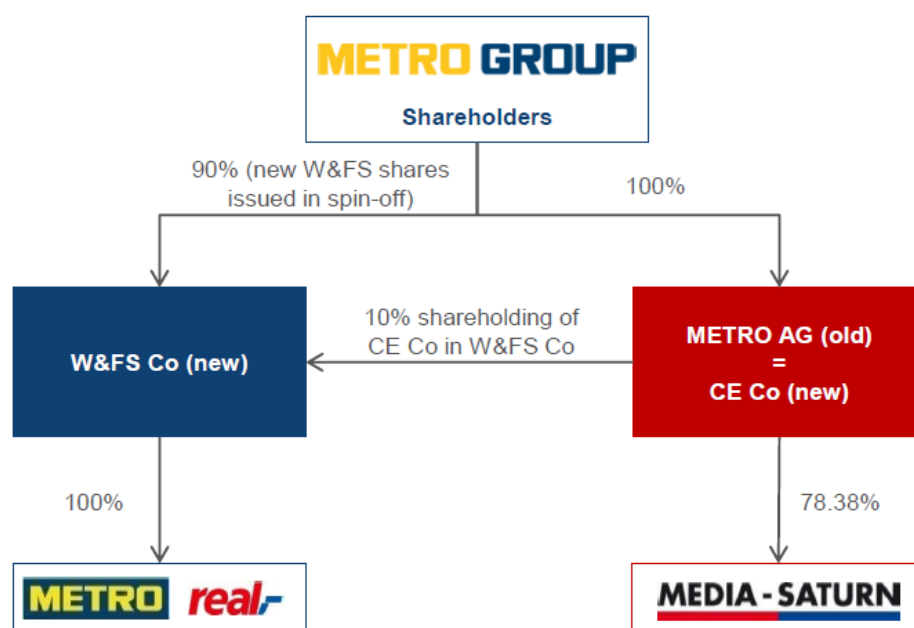 METRO GROUP
Shareholders
90% (new W&FS shares
issued in spin-off)
100%
W&FS Co (new)
10% shareholding of
CE Co in W&FS Co
METRO AG (old)
=
CE Co (new)
100%
78.38%
METRO real,-
MEDIA-SATURN